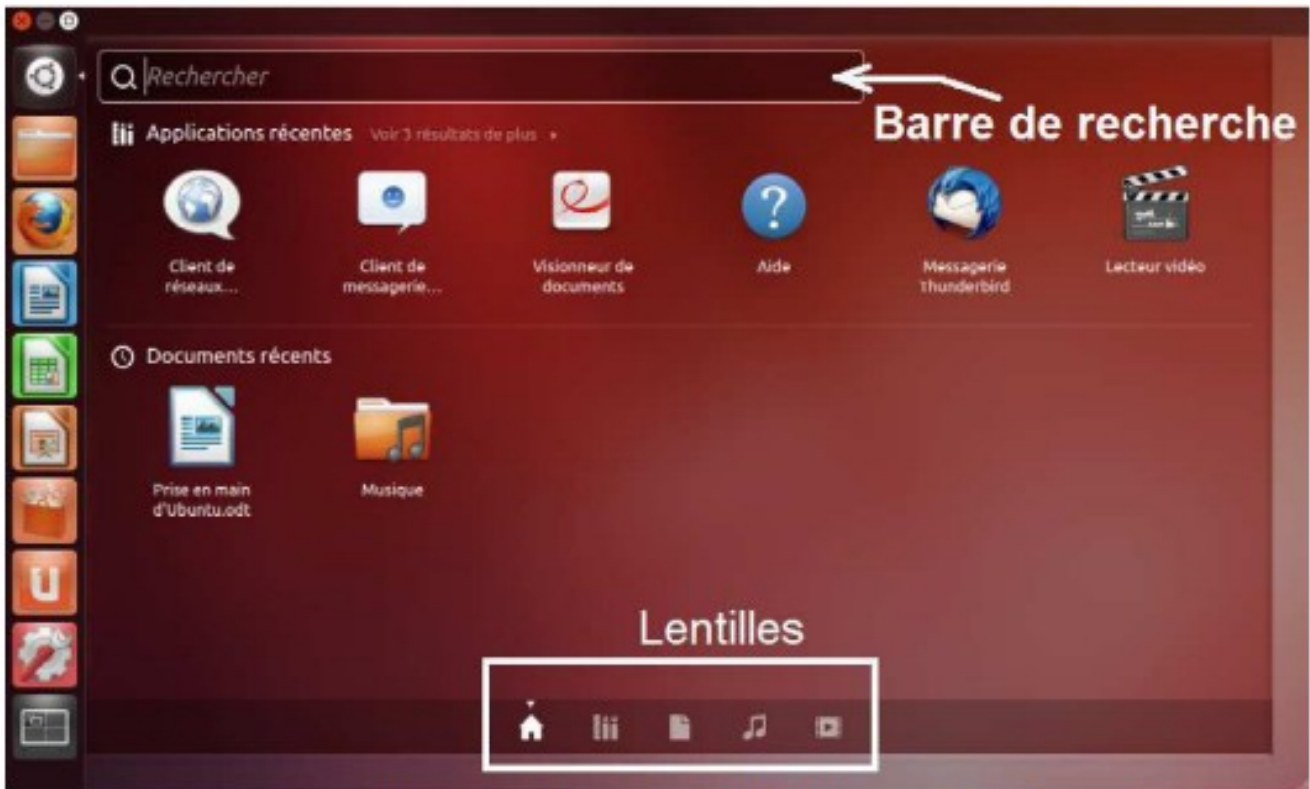 Rechercher
Barre de recherche
Applications récentes Voir 3 résultats de plus
Client de réseaux...
Client de messagerie...
Visionneur de documents
Aide
Messagerie Thunderbird
Lecteur vidéo
Documents récents
Prise en main d'Ubuntu.odt
Musique
Lentilles